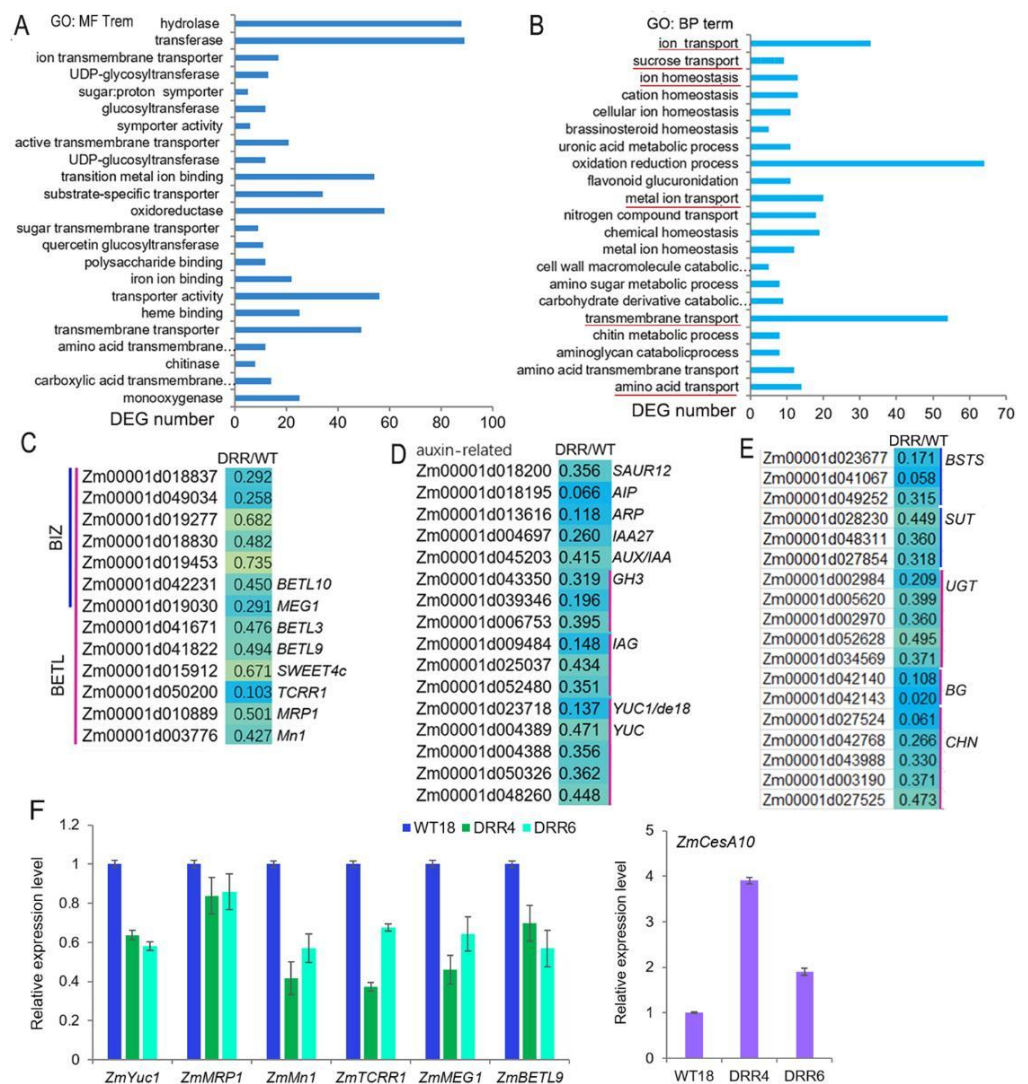 A
GO: MF Trem
hydrolase
transferase
ion transmembrane transporter
UDP-glycosyltransferase
sugar:proton symporter
glucosyltransferase
symporter activity
active transmembrane transporter
UDP-glucosyltransferase
transition metal ion binding
substrate-specific transporter
oxidoreductase
sugar transmembrane transporter
quercetin glucosyltransferase
polysaccharide binding
iron ion binding
transporter activity
heme binding
transmembrane transporter
amino acid transmembrane...
chitinase
carboxylic acid transmembrane...
monooxygenase
DEG number
0 20 40 60 80 100
B
GO: BP term
ion transport
sucrose transport
ion homeostasis
cation homeostasis
cellular ion homeostasis
brassinosteroid homeostasis
uronic acid metabolic process
oxidation reduction process
flavonoid glucuronidation
metal ion transport
nitrogen compound transport
chemical homeostasis
metal ion homeostasis
cell wall macromolecule catabolic...
amino sugar metabolic process
carbohydrate derivative catabolic...
transmembrane transport
chitin metabolic process
aminoglycan catabolicprocess
amino acid transmembrane transport
amino acid transport
DEG number
0 10 20 30 40 50 60 70
C
DRR/WT
BIZ
BETL
Zm00001d018837 0.292
Zm00001d049034 0.258
Zm00001d019277 0.682
Zm00001d018830 0.482
Zm00001d019453 0.735
Zm00001d042231 0.450 BETL10
Zm00001d019030 0.291 MEG1
Zm00001d041671 0.476 BETL3
Zm00001d041822 0.494 BETL9
Zm00001d015912 0.671 SWEET4c
Zm00001d050200 0.103 TCRR1
Zm00001d010889 0.501 MRP1
Zm00001d003776 0.427 Mn1
D
auxin-related DRR/WT
Zm00001d018200 0.356 SAUR12
Zm00001d018195 0.066 AIP
Zm00001d013616 0.118 ARP
Zm00001d004697 0.260 IAA27
Zm00001d045203 0.415 AUX/IAA
Zm00001d043350 0.319 GH3
Zm00001d039346 0.196
Zm00001d006753 0.395
Zm00001d009484 0.148 IAG
Zm00001d025037 0.434
Zm00001d052480 0.351
Zm00001d023718 0.137 YUC1/de18
Zm00001d004389 0.471 YUC
Zm00001d004388 0.356
Zm00001d050326 0.362
Zm00001d048260 0.448
E
DRR/WT
Zm00001d023677 0.171 BSTS
Zm00001d041067 0.058
Zm00001d049252 0.315
Zm00001d028230 0.449 SUT
Zm00001d048311 0.360
Zm00001d027854 0.318
Zm00001d002984 0.209 UGT
Zm00001d005620 0.399
Zm00001d002970 0.360
Zm00001d052628 0.495
Zm00001d034569 0.371
Zm00001d042140 0.108 BG
Zm00001d042143 0.020
Zm00001d027524 0.061
Zm00001d042768 0.266 CHN
Zm00001d043988 0.330
Zm00001d003190 0.371
Zm00001d027525 0.473
F
WT18 DRR4 DRR6
Relative expression level
1.2
1
0.8
0.6
0.4
0.2
0
ZmYuc1 ZmMRP1 ZmMn1 ZmTCRR1 ZmMEG1 ZmBETL9
ZmCesA10
Relative expression level
5
4
3
2
1
0
WT18 DRR4 DRR6